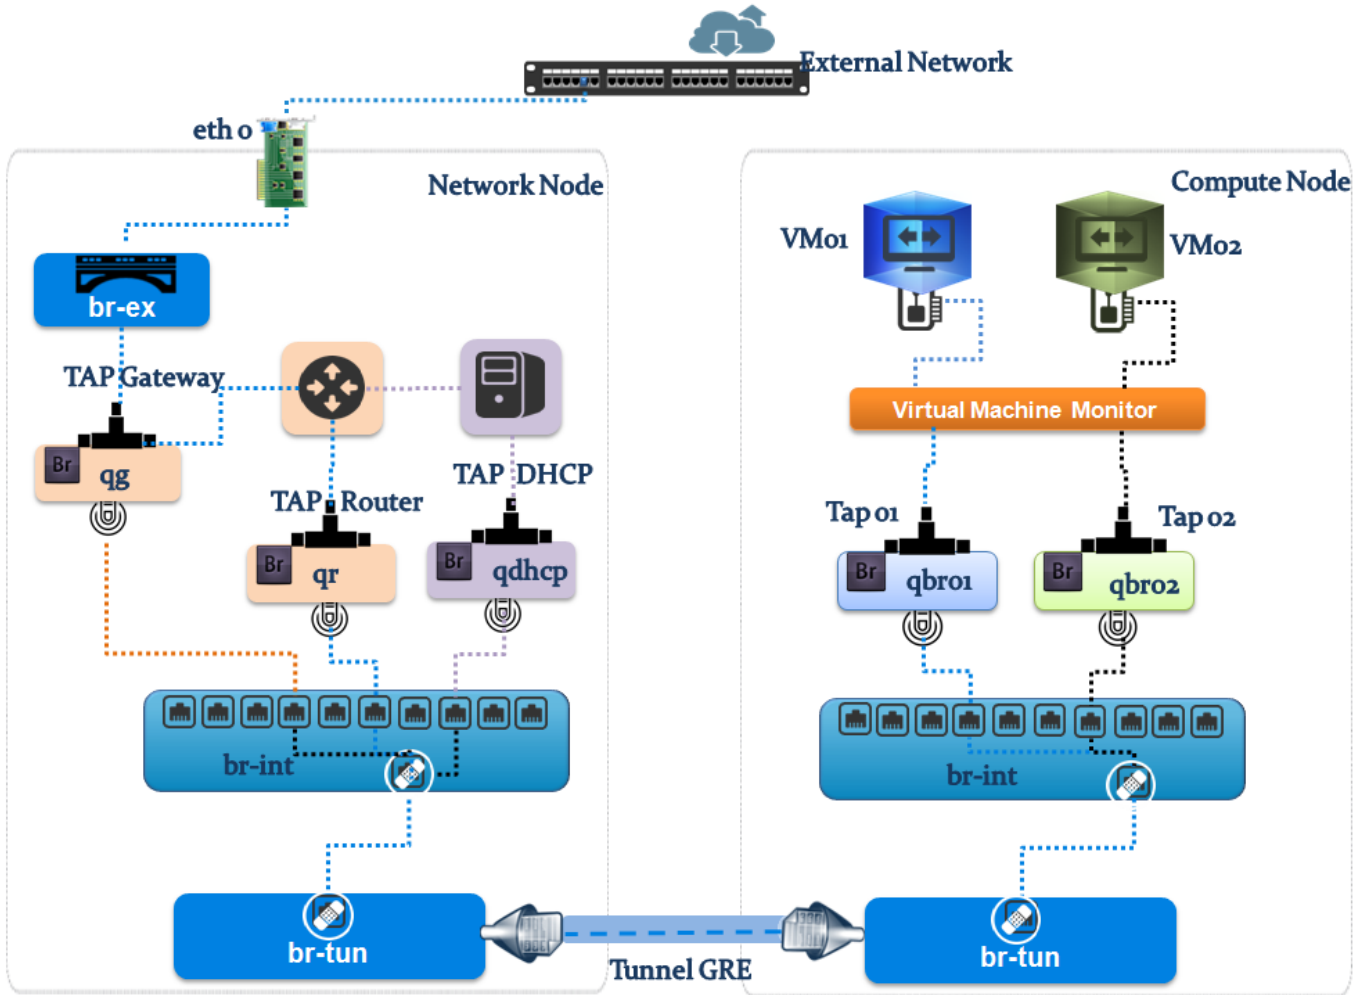 External Network
eth 0
Network Node
Compute Node
VM01
VM02
br-ex
TAP Gateway
Virtual Machine Monitor
Br
qg
TAP Router
TAP DHCP
Tap 01
Tap 02
Br
qr
Br
qdhcp
Br
qbr01
Br
qbr02
br-int
br-int
br-tun
br-tun
Tunnel GRE